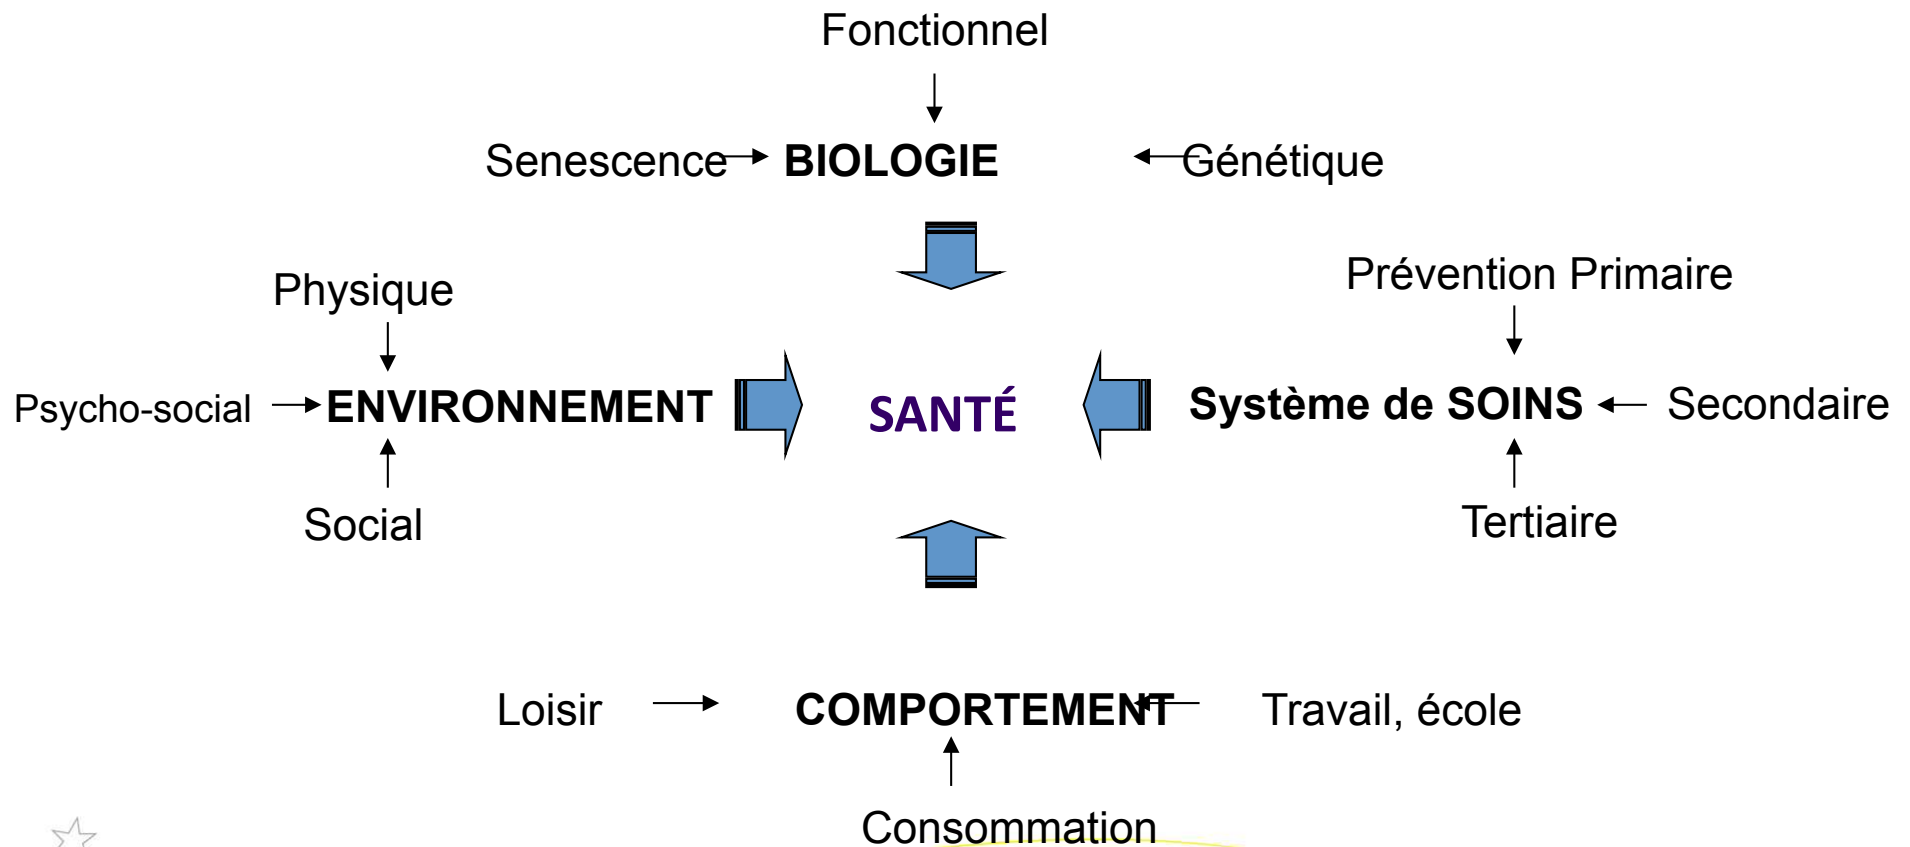 Fonctionnel
Senescence BIOLOGIE Génétique
Physique Prévention Primaire
Psycho-social ENVIRONNEMENT SANTÉ Système de SOINS Secondaire
Social Tertiaire
Loisir COMPORTEMENT Travail, école
Consommation